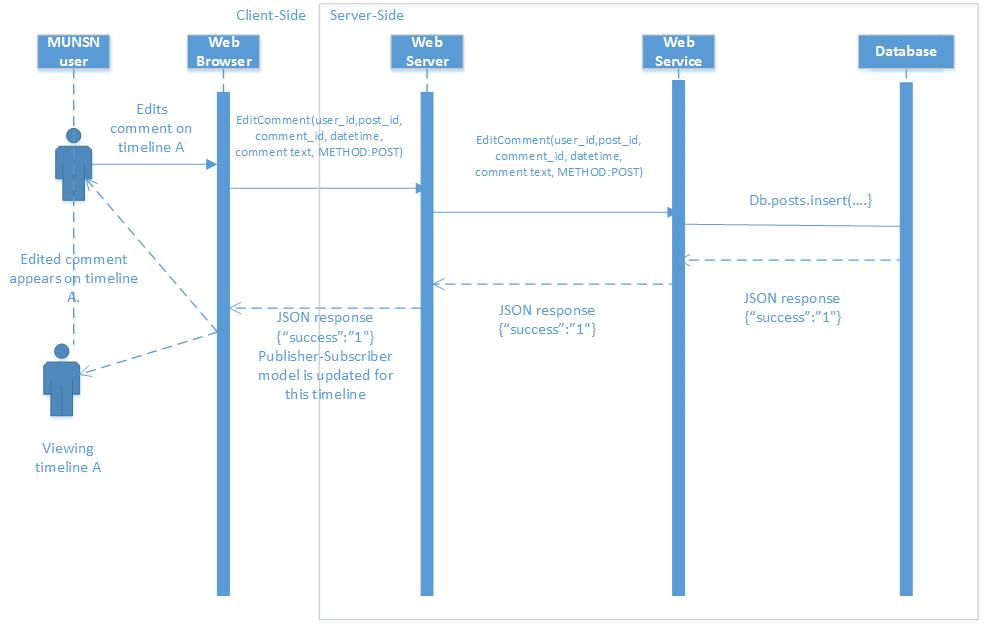 Client-Side
Server-Side
MUNSN
user
Web
Browser
Web
Server
Web
Service
Database
Edits
comment on
timeline A
EditComment(user_id,post_id,
comment_id, datetime,
comment text, METHOD:POST)
EditComment(user_id,post_id,
comment_id, datetime,
comment text, METHOD:POST)
Db.posts.insert(….}
Edited comment
appears on timeline
A.
JSON response
{“success”:”1"}
Publisher-Subscriber
model is updated for
this timeline
JSON response
{“success”:”1"}
JSON response
{“success”:”1"}
Viewing
timeline A